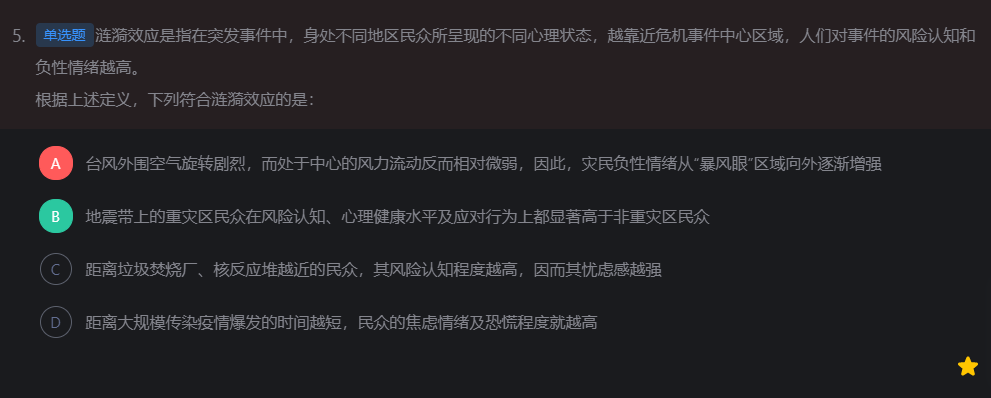 5. 单选题 涟漪效应是指在突发事件中，身处不同地区民众所呈现的不同心理状态，越靠近危机事件中心区域，人们对事件的风险认知和
负性情绪越高。
根据上述定义，下列符合涟漪效应的是：
A 台风外围空气旋转剧烈，而处于中心的风力流动反而相对微弱，因此，灾民负性情绪从“暴风眼”区域向外逐渐增强
B 地震带上的重灾区民众在风险认知、心理健康水平及应对行为上都显著高于非重灾区民众
C 距离垃圾焚烧厂、核反应堆越近的民众，其风险认知程度越高，因而其忧虑感越强
D 距离大规模传染疫情爆发的时间越短，民众的焦虑情绪及恐慌程度就越高